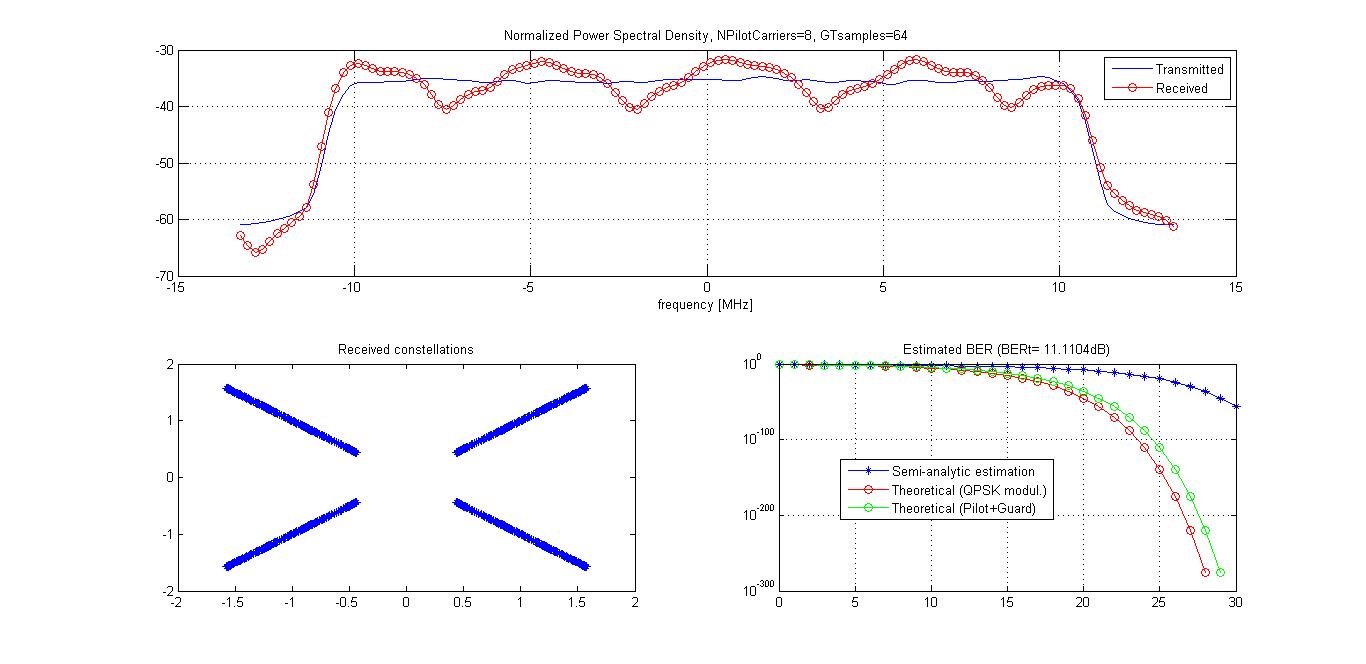 Normalized Power Spectral Density, NPilotCarriers=8, GTsamples=64
-30
-40
-50
-60
-70
Transmitted
Received
-15 -10 -5 0 5 10 15
frequency [MHz]
Received constellations
2
1
0
-1
-2
-2 -1.5 -1 -0.5 0 0.5 1 1.5 2
Estimated BER (BERt= 11.1104dB)
10^0
10^-100
10^-200
10^-300
Semi-analytic estimation
Theoretical (QPSK modul.)
Theoretical (Pilot+Guard)
0 5 10 15 20 25 30